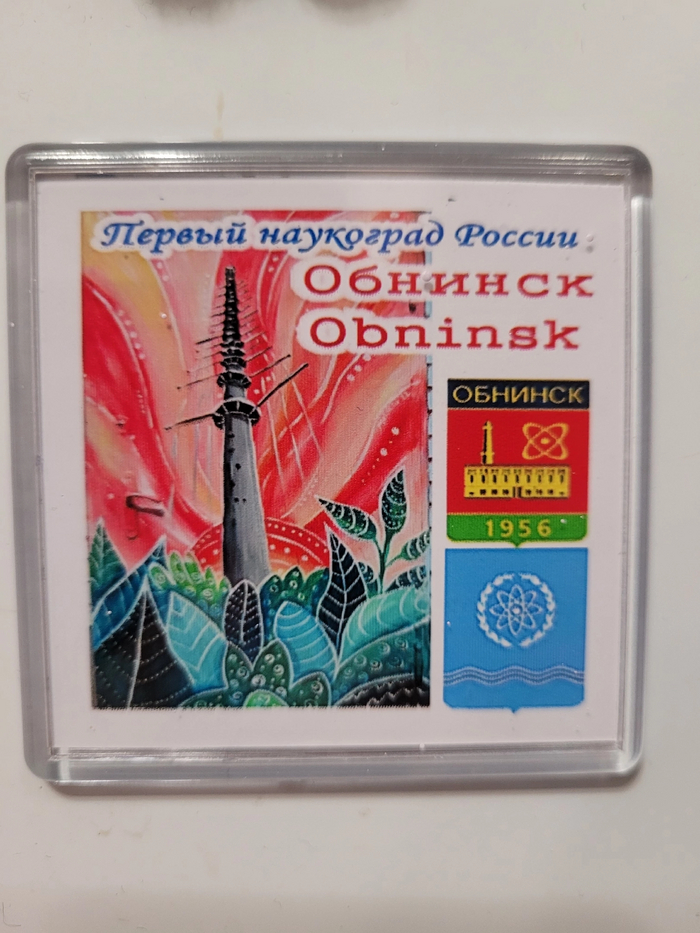 Первый наукоград России
Обнинск
Obninsk
ОБНИНСК
1956